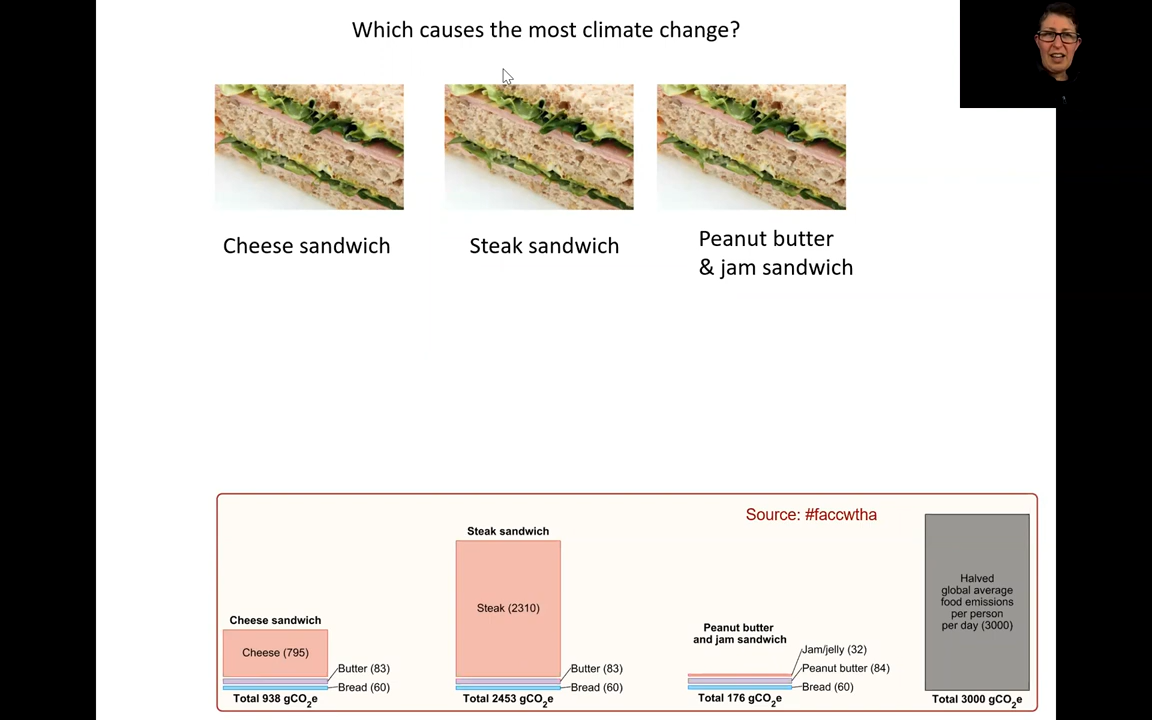 Which causes the most climate change?
Cheese sandwich
Steak sandwich
Peanut butter
& jam sandwich
Source: #faccwtha
Cheese sandwich
Cheese (795)
Butter (83)
Bread (60)
Total 938 gCO2e
Steak sandwich
Steak (2310)
Butter (83)
Bread (60)
Total 2453 gCO2e
Peanut butter
and jam sandwich
Jam/jelly (32)
Peanut butter (84)
Bread (60)
Total 176 gCO2e
Halved
global average
food emissions
per person
per day (3000)
Total 3000 gCO2e